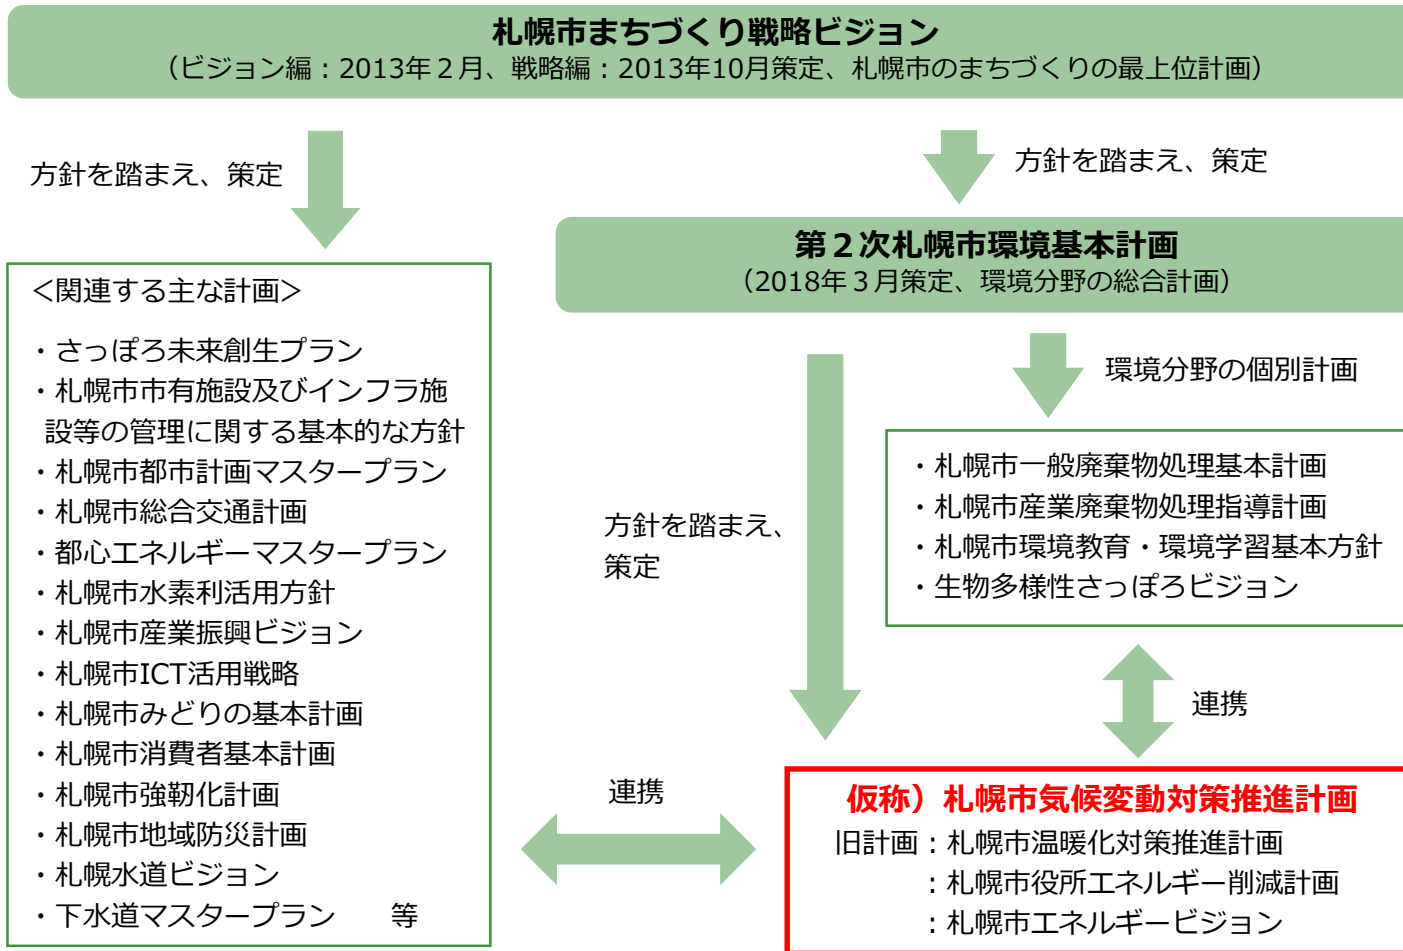 札幌市まちづくり戦略ビジョン
（ビジョン編：2013年２月、戦略編：2013年10月策定、札幌市のまちづくりの最上位計画）
方針を踏まえ、策定
方針を踏まえ、策定
第２次札幌市環境基本計画
（2018年３月策定、環境分野の総合計画）
＜関連する主な計画＞
・さっぽろ未来創生プラン
・札幌市市有施設及びインフラ施
設等の管理に関する基本的な方針
・札幌市都市計画マスタープラン
・札幌市総合交通計画
・都心エネルギーマスタープラン
・札幌市水素利活用方針
・札幌市産業振興ビジョン
・札幌市ICT活用戦略
・札幌市みどりの基本計画
・札幌市消費者基本計画
・札幌市強靭化計画
・札幌市地域防災計画
・札幌水道ビジョン
・下水道マスタープラン　　等
環境分野の個別計画
・札幌市一般廃棄物処理基本計画
・札幌市産業廃棄物処理指導計画
・札幌市環境教育・環境学習基本方針
・生物多様性さっぽろビジョン
方針を踏まえ、
策定
連携
連携
仮称）札幌市気候変動対策推進計画
旧計画：札幌市温暖化対策推進計画
：札幌市役所エネルギー削減計画
：札幌市エネルギービジョン